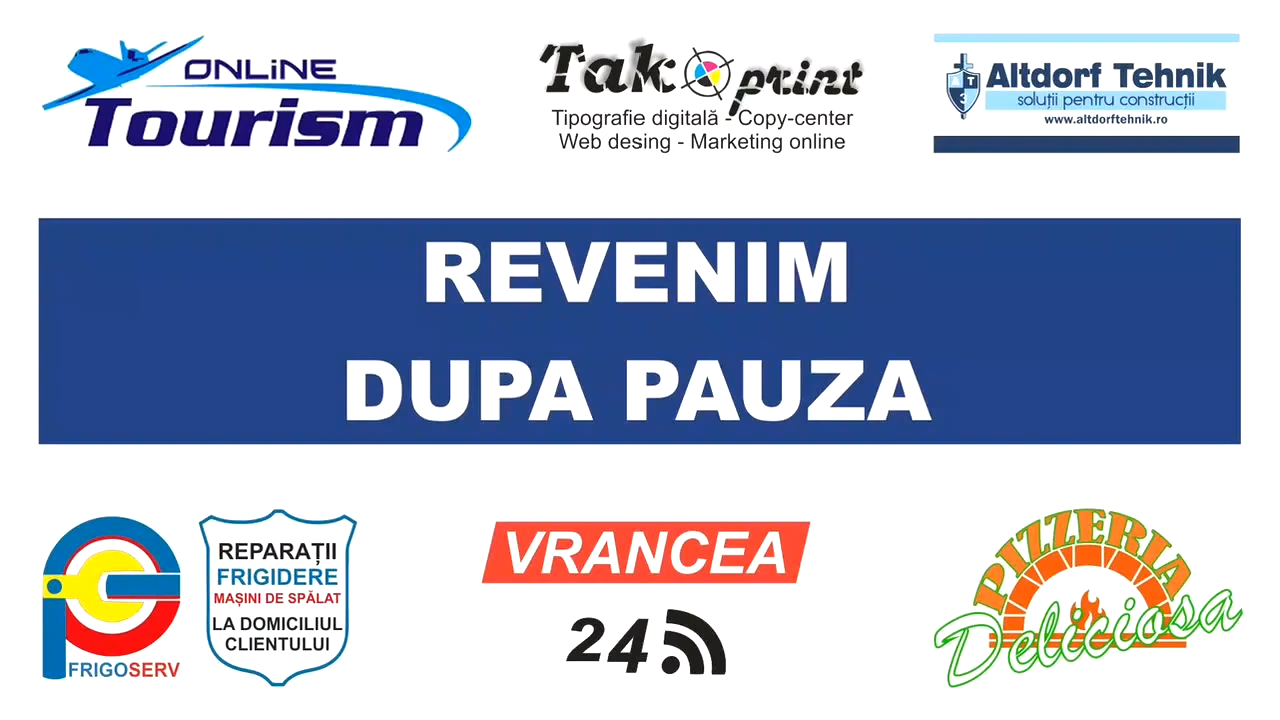 ONLiNE
Tourism
Tak print
Tipografie digitală - Copy-center
Web desing - Marketing online
T
3
Altdorf Tehnik
soluții pentru construcții
www.altdorftehnik.ro
REVENIM
DUPA PAUZA
FRIGOSERV
REPARAȚII
FRIGIDERE
MAȘINI DE SPĂLAT
LA DOMICILIUL
CLIENTULUI
VRANCEA
24
PIZZERIA
Deliciosa